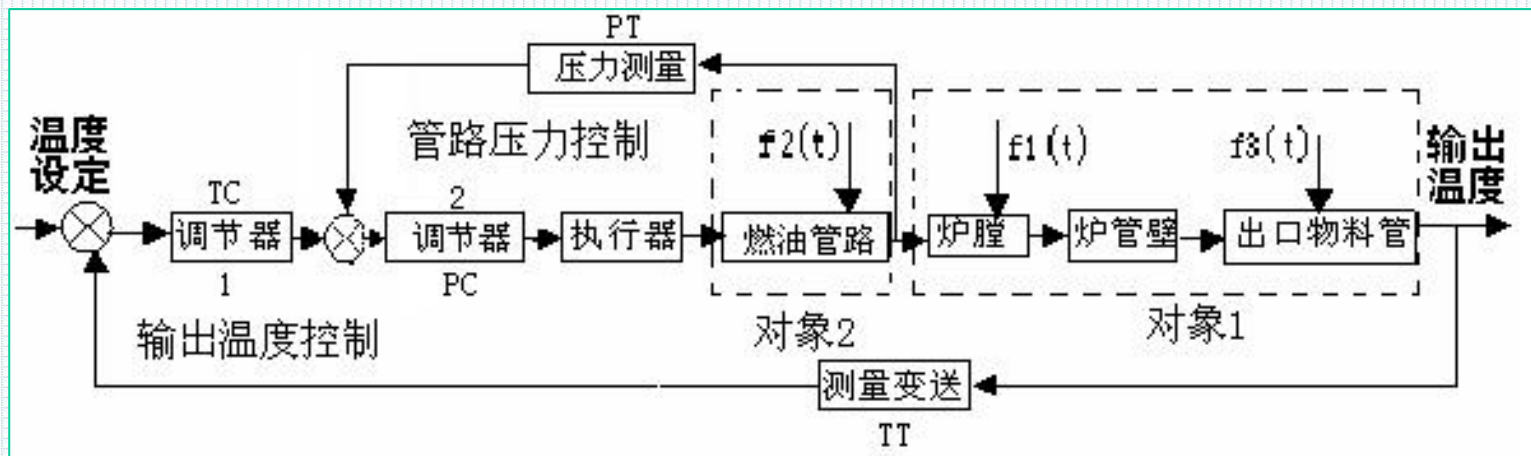 PT
压力测量
管路压力控制
f2(t)
f1(t)
f3(t)
温度
设定
输出
温度
TC
2
调节器
调节器
执行器
燃油管路
炉膛
炉管壁
出口物料管
1
PC
输出温度控制
对象2
对象1
测量变送
TT